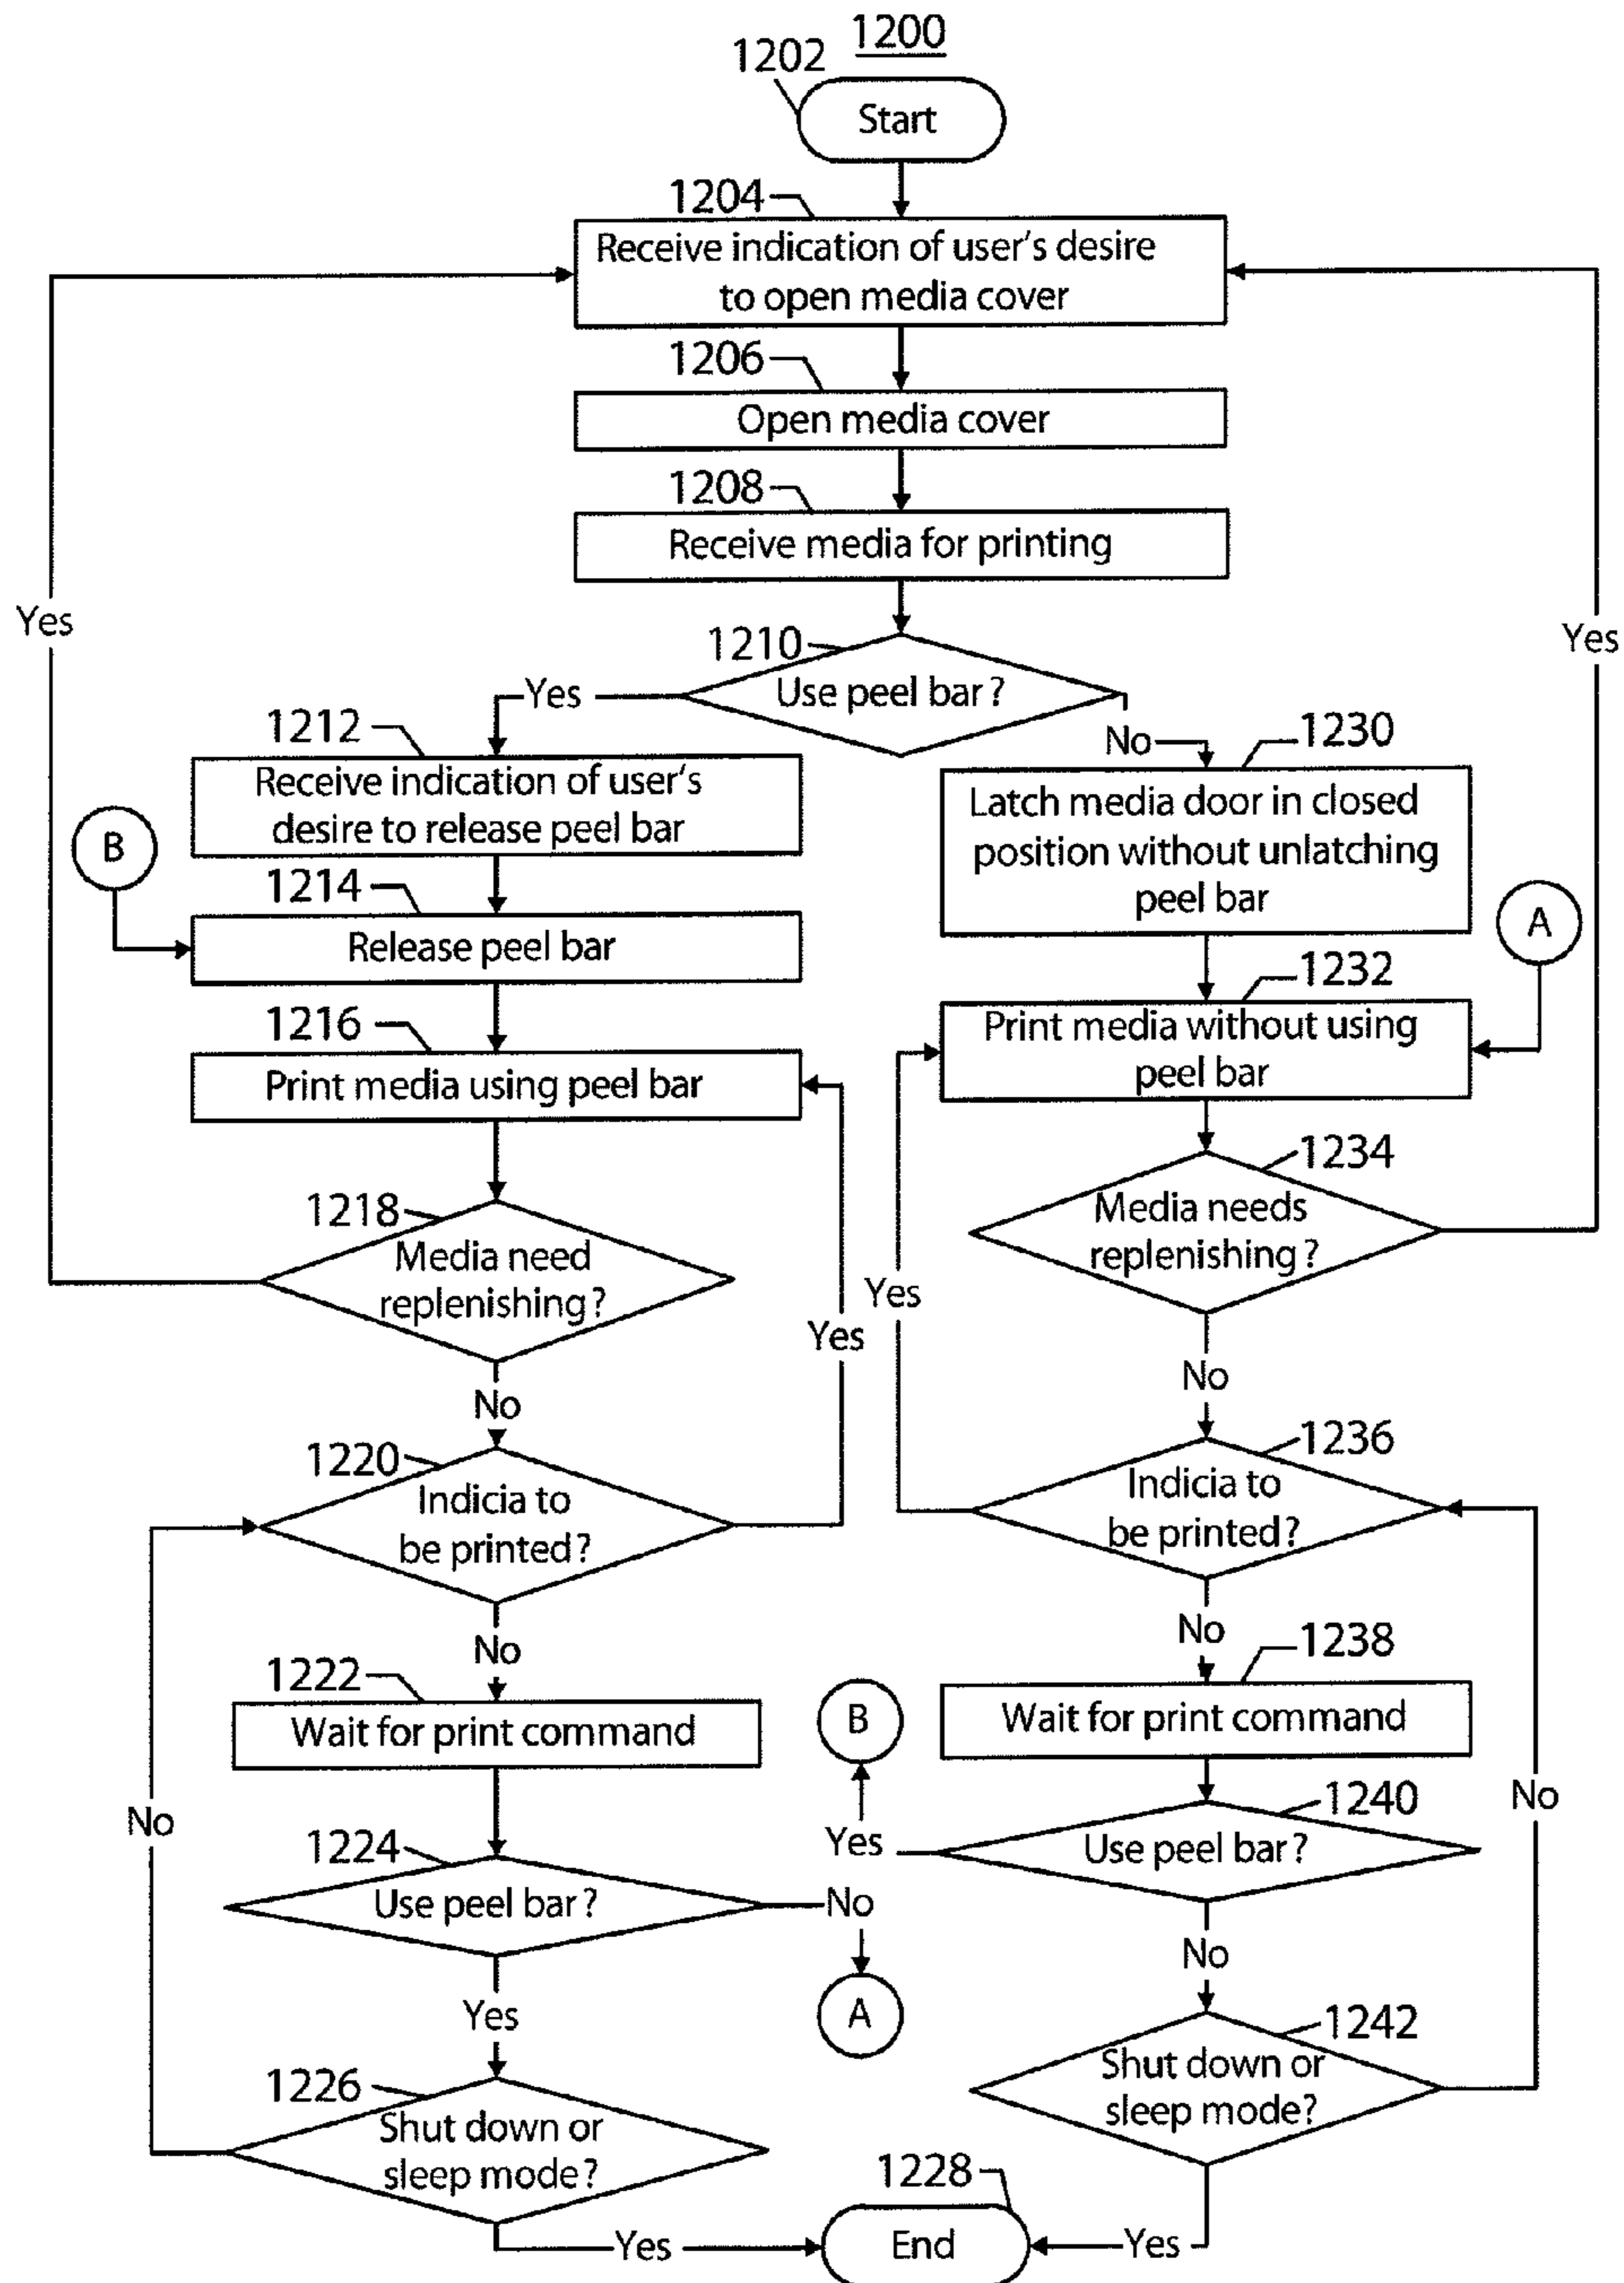 1200
1202
Start
1204
Receive indication of user's desire
to open media cover
1206
Open media cover
1208
Receive media for printing
Yes
Yes
1210
Use peel bar?
Yes
No
1212
Receive indication of user's
desire to release peel bar
1230
Latch media door in closed
position without unlatching
peel bar
B
A
1214
Release peel bar
1232
Print media without using
peel bar
1216
Print media using peel bar
1218
Media need
replenishing?
1234
Media needs
replenishing?
Yes
Yes
No
No
1220
Indicia to
be printed?
1236
Indicia to
be printed?
No
No
1222
Wait for print command
1238
Wait for print command
B
No
No
1224
Use peel bar?
1240
Use peel bar?
Yes
No
A
Yes
No
1226
Shut down or
sleep mode?
1242
Shut down or
sleep mode?
1228
End
Yes
Yes